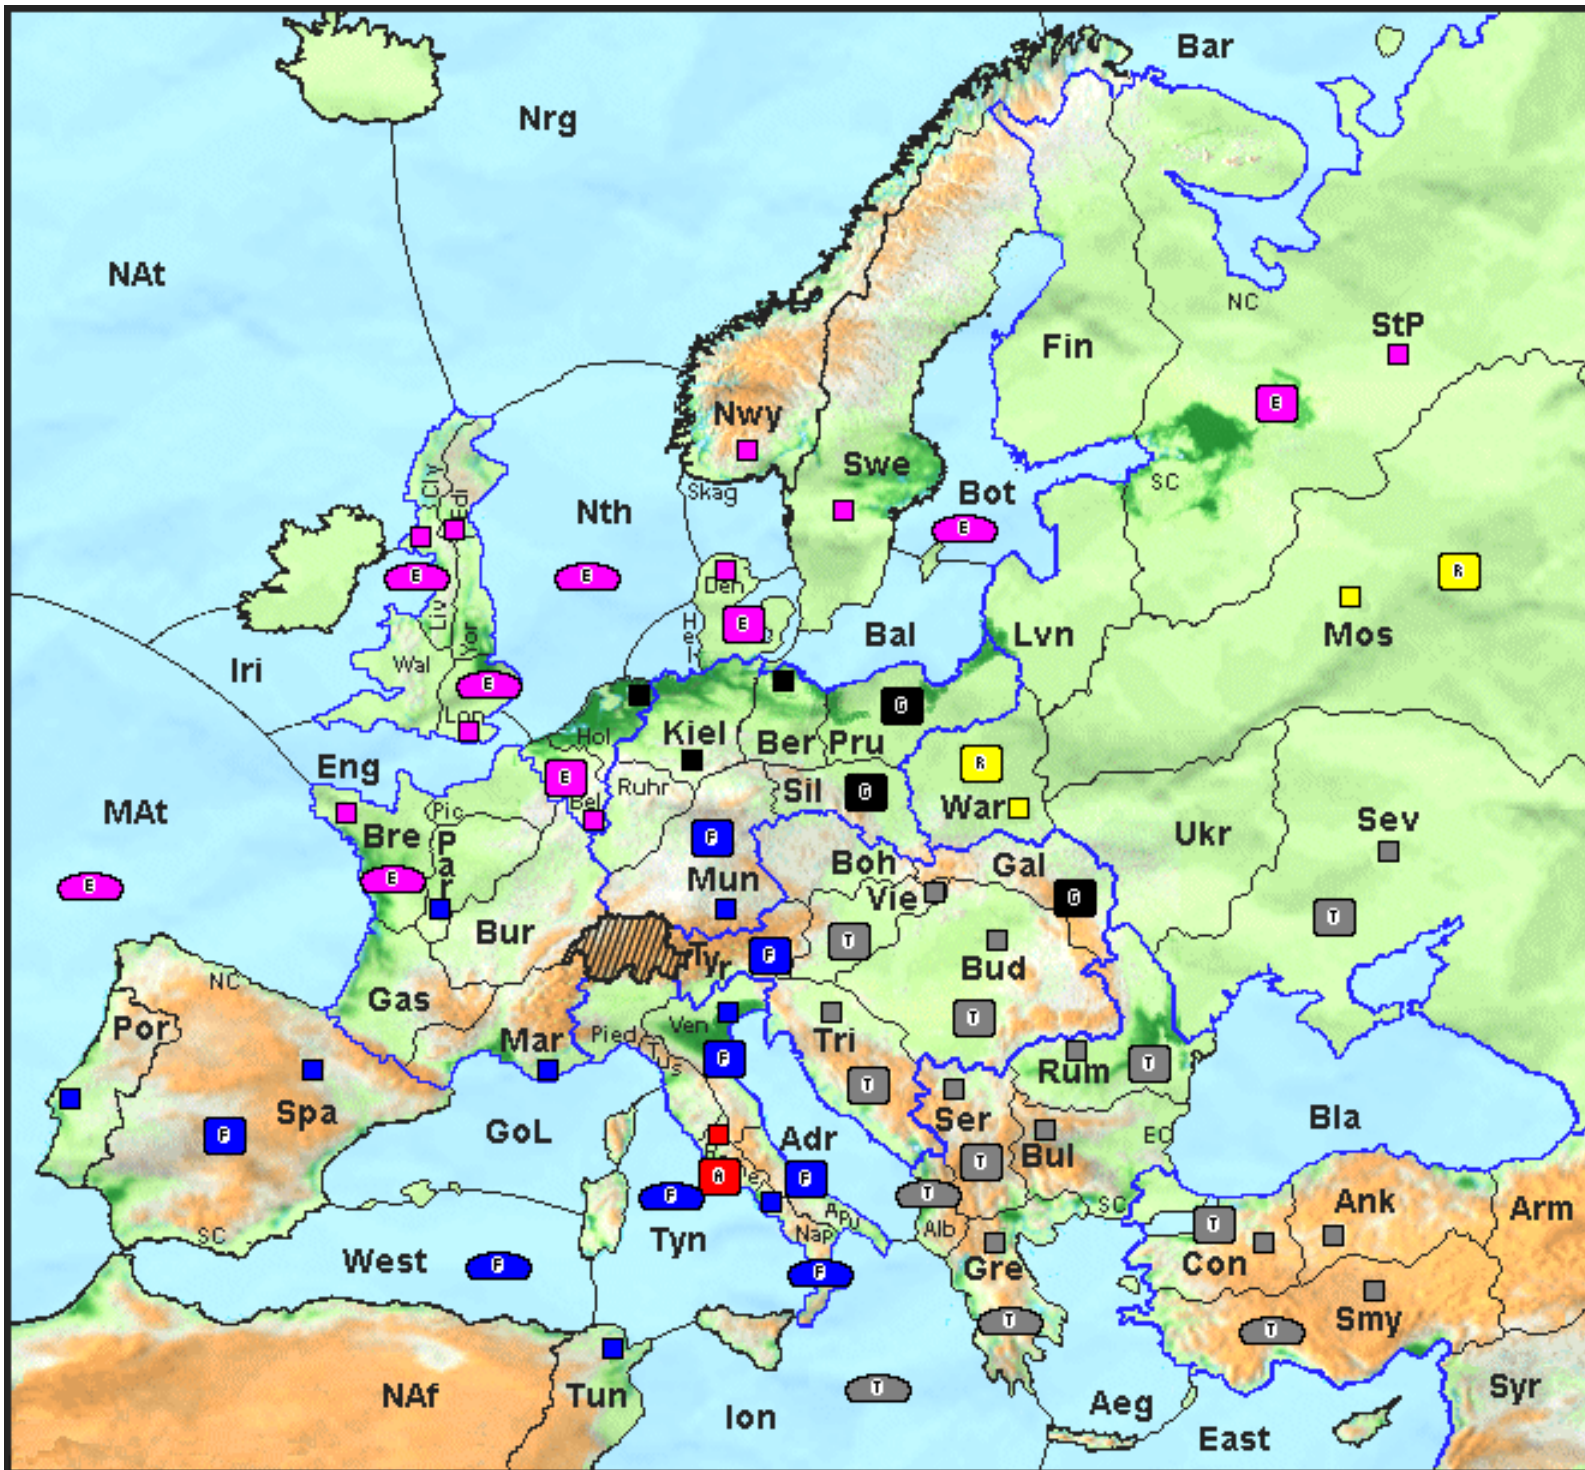 Bar
Nrg
NAt
NC
StP
Fin
E
Nwy
Swe
Skag
Cly
Edi
Bot
SC
Nth
E
E
E
R
Den
E
Hel
Liv
Yor
Bal
Lvn
Mos
Iri
Wal
E
Lon
G
Hol
Kiel
Ber
Pru
Eng
E
R
Ruhr
Sil
G
War
Bel
MAt
Pic
Bre
Par
F
Sev
Ukr
Boh
Gal
E
E
Mun
Vie
G
T
Bur
T
F
Tyr
Bud
NC
Gas
T
Por
Ven
Mar
Pied
Tri
Tus
F
Rum
T
T
Spa
Ser
GoL
Adr
Bla
F
Bul
EC
T
A
F
F
T
Ank
SC
Arm
Apu
T
SC
Tyn
Nap
Alb
West
Con
F
F
Gre
T
Smy
T
NAf
Tun
T
Syr
Ion
Aeg
East